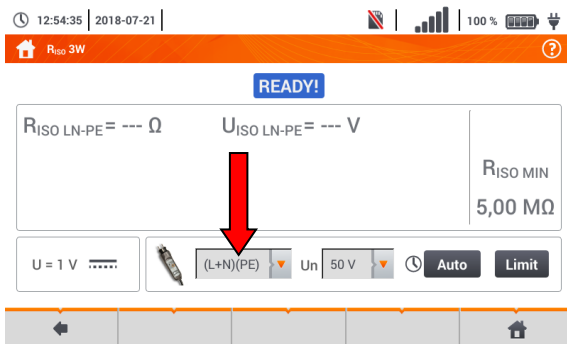 12:54:35 2018-07-21 100 %
RISO 3W ?
READY!
RISO LN-PE= --- Ω UISO LN-PE= --- V
RISO MIN
5,00 MΩ
U = 1 V (L+N)(PE) Un 50 V Auto Limit